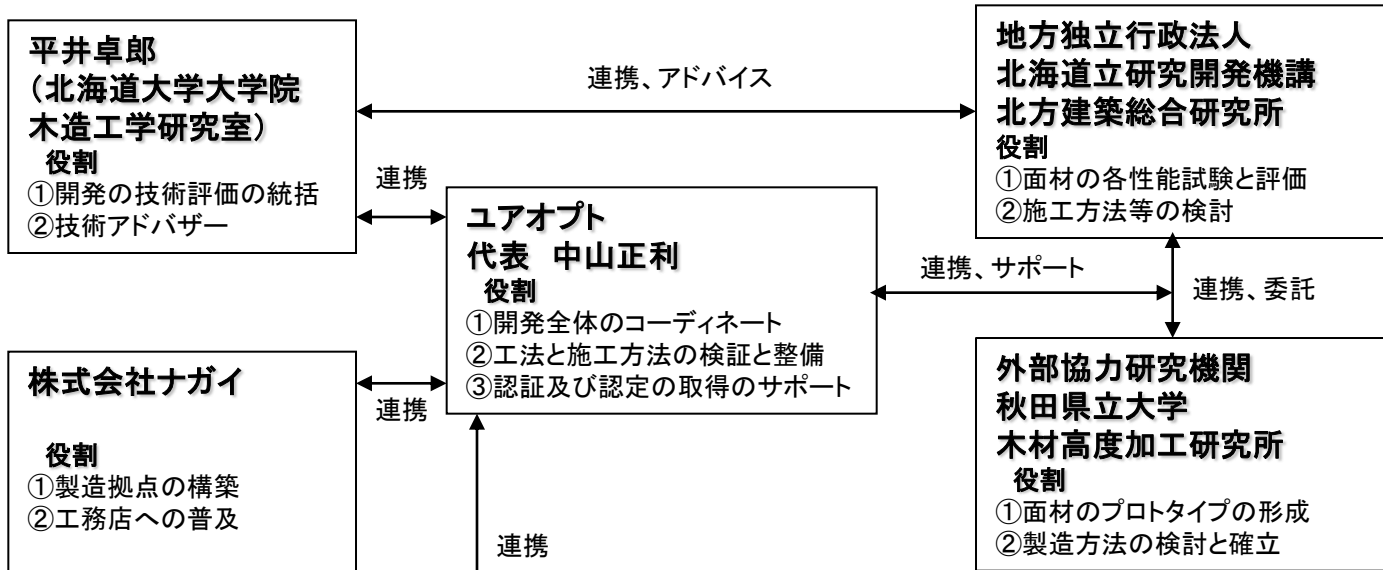 平井卓郎
（北海道大学大学院
木造工学研究室）
役割
①開発の技術評価の統括
②技術アドバザー
連携、アドバイス
地方独立行政法人
北海道立研究開発機講
北方建築総合研究所
役割
①面材の各性能試験と評価
②施工方法等の検討
連携
ユアオプト
代表　中山正利
役割
①開発全体のコーディネート
②工法と施工方法の検証と整備
③認証及び認定の取得のサポート
連携、サポート
連携、委託
株式会社ナガイ
役割
①製造拠点の構築
②工務店への普及
連携
連携
外部協力研究機関
秋田県立大学
木材高度加工研究所
役割
①面材のプロトタイプの形成
②製造方法の検討と確立